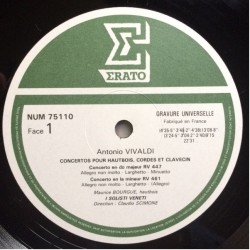 ERATO
NUM 75110
Face 1
GRAVURE UNIVERSELLE
Fabriqué en France
Antonio VIVALDI
CONCERTOS POUR HAUTBOIS, CORDES ET CLAVECIN
Concerto en do majeur RV 447
Allegro non molto - Larghetto - Minuetto
Concerto en la mineur RV 461
Allegro non molto - Larghetto - (Allegro)
Maurice BOURGUE, hautbois
I SOLISTI VENETI
Direction : Claudio SCIMONE